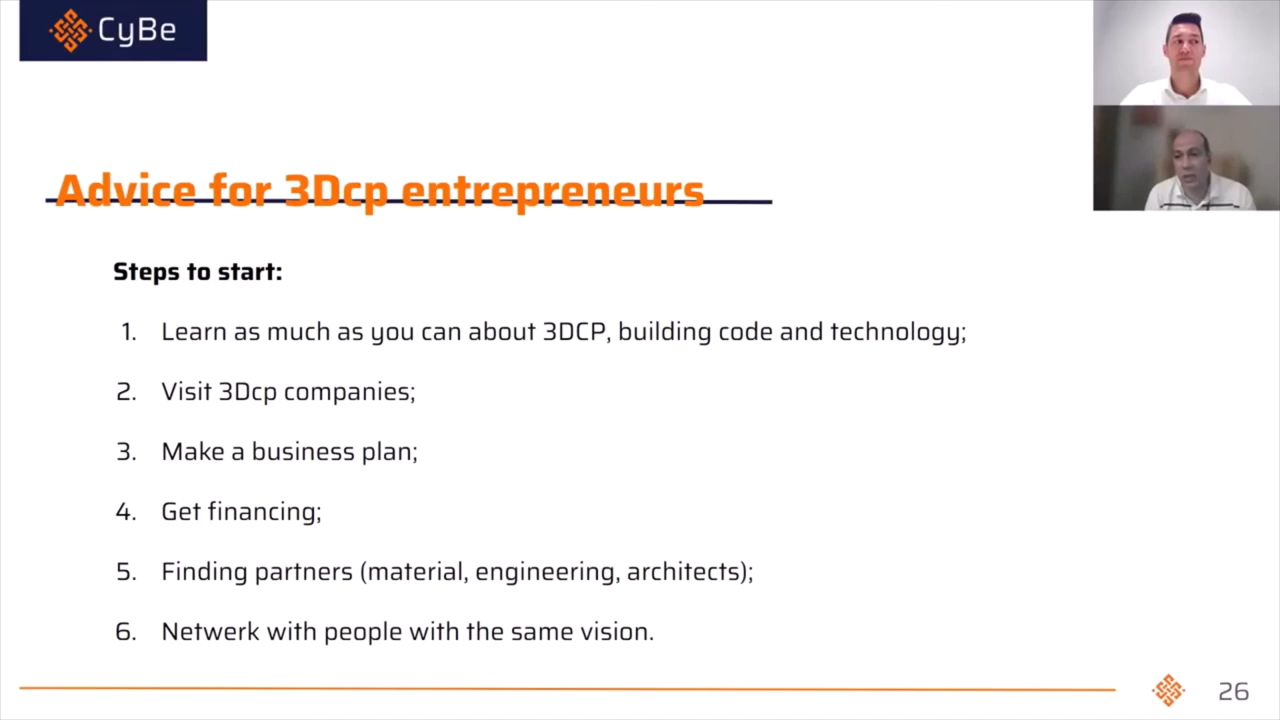 CyBe
Advice for 3Dcp entrepreneurs
Steps to start:
1. Learn as much as you can about 3DCP, building code and technology;
2. Visit 3Dcp companies;
3. Make a business plan;
4. Get financing;
5. Finding partners (material, engineering, architects);
6. Netwerk with people with the same vision.
26